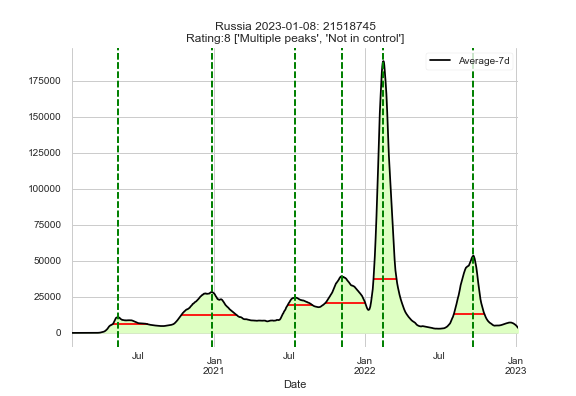 Russia 2023-01-08: 21518745
Rating:8 ['Multiple peaks', 'Not in control']
Average-7d
175000
150000
125000
100000
75000
50000
25000
0
Jul Jan Jul Jan Jul Jan
2021 2022 2023
Date